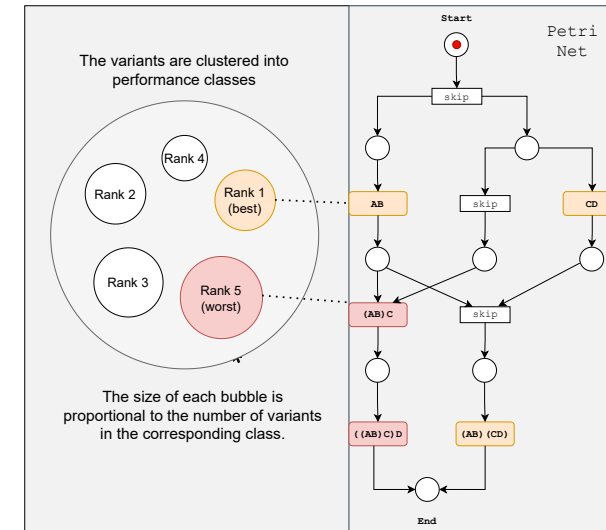 The variants are clustered into
performance classes
Rank 4
Rank 2
Rank 1
(best)
Rank 3
Rank 5
(worst)
The size of each bubble is
proportional to the number of variants
in the corresponding class.
Start
Petri
Net
skip
AB
skip
CD
(AB)C
skip
((AB)C)D
(AB)(CD)
End